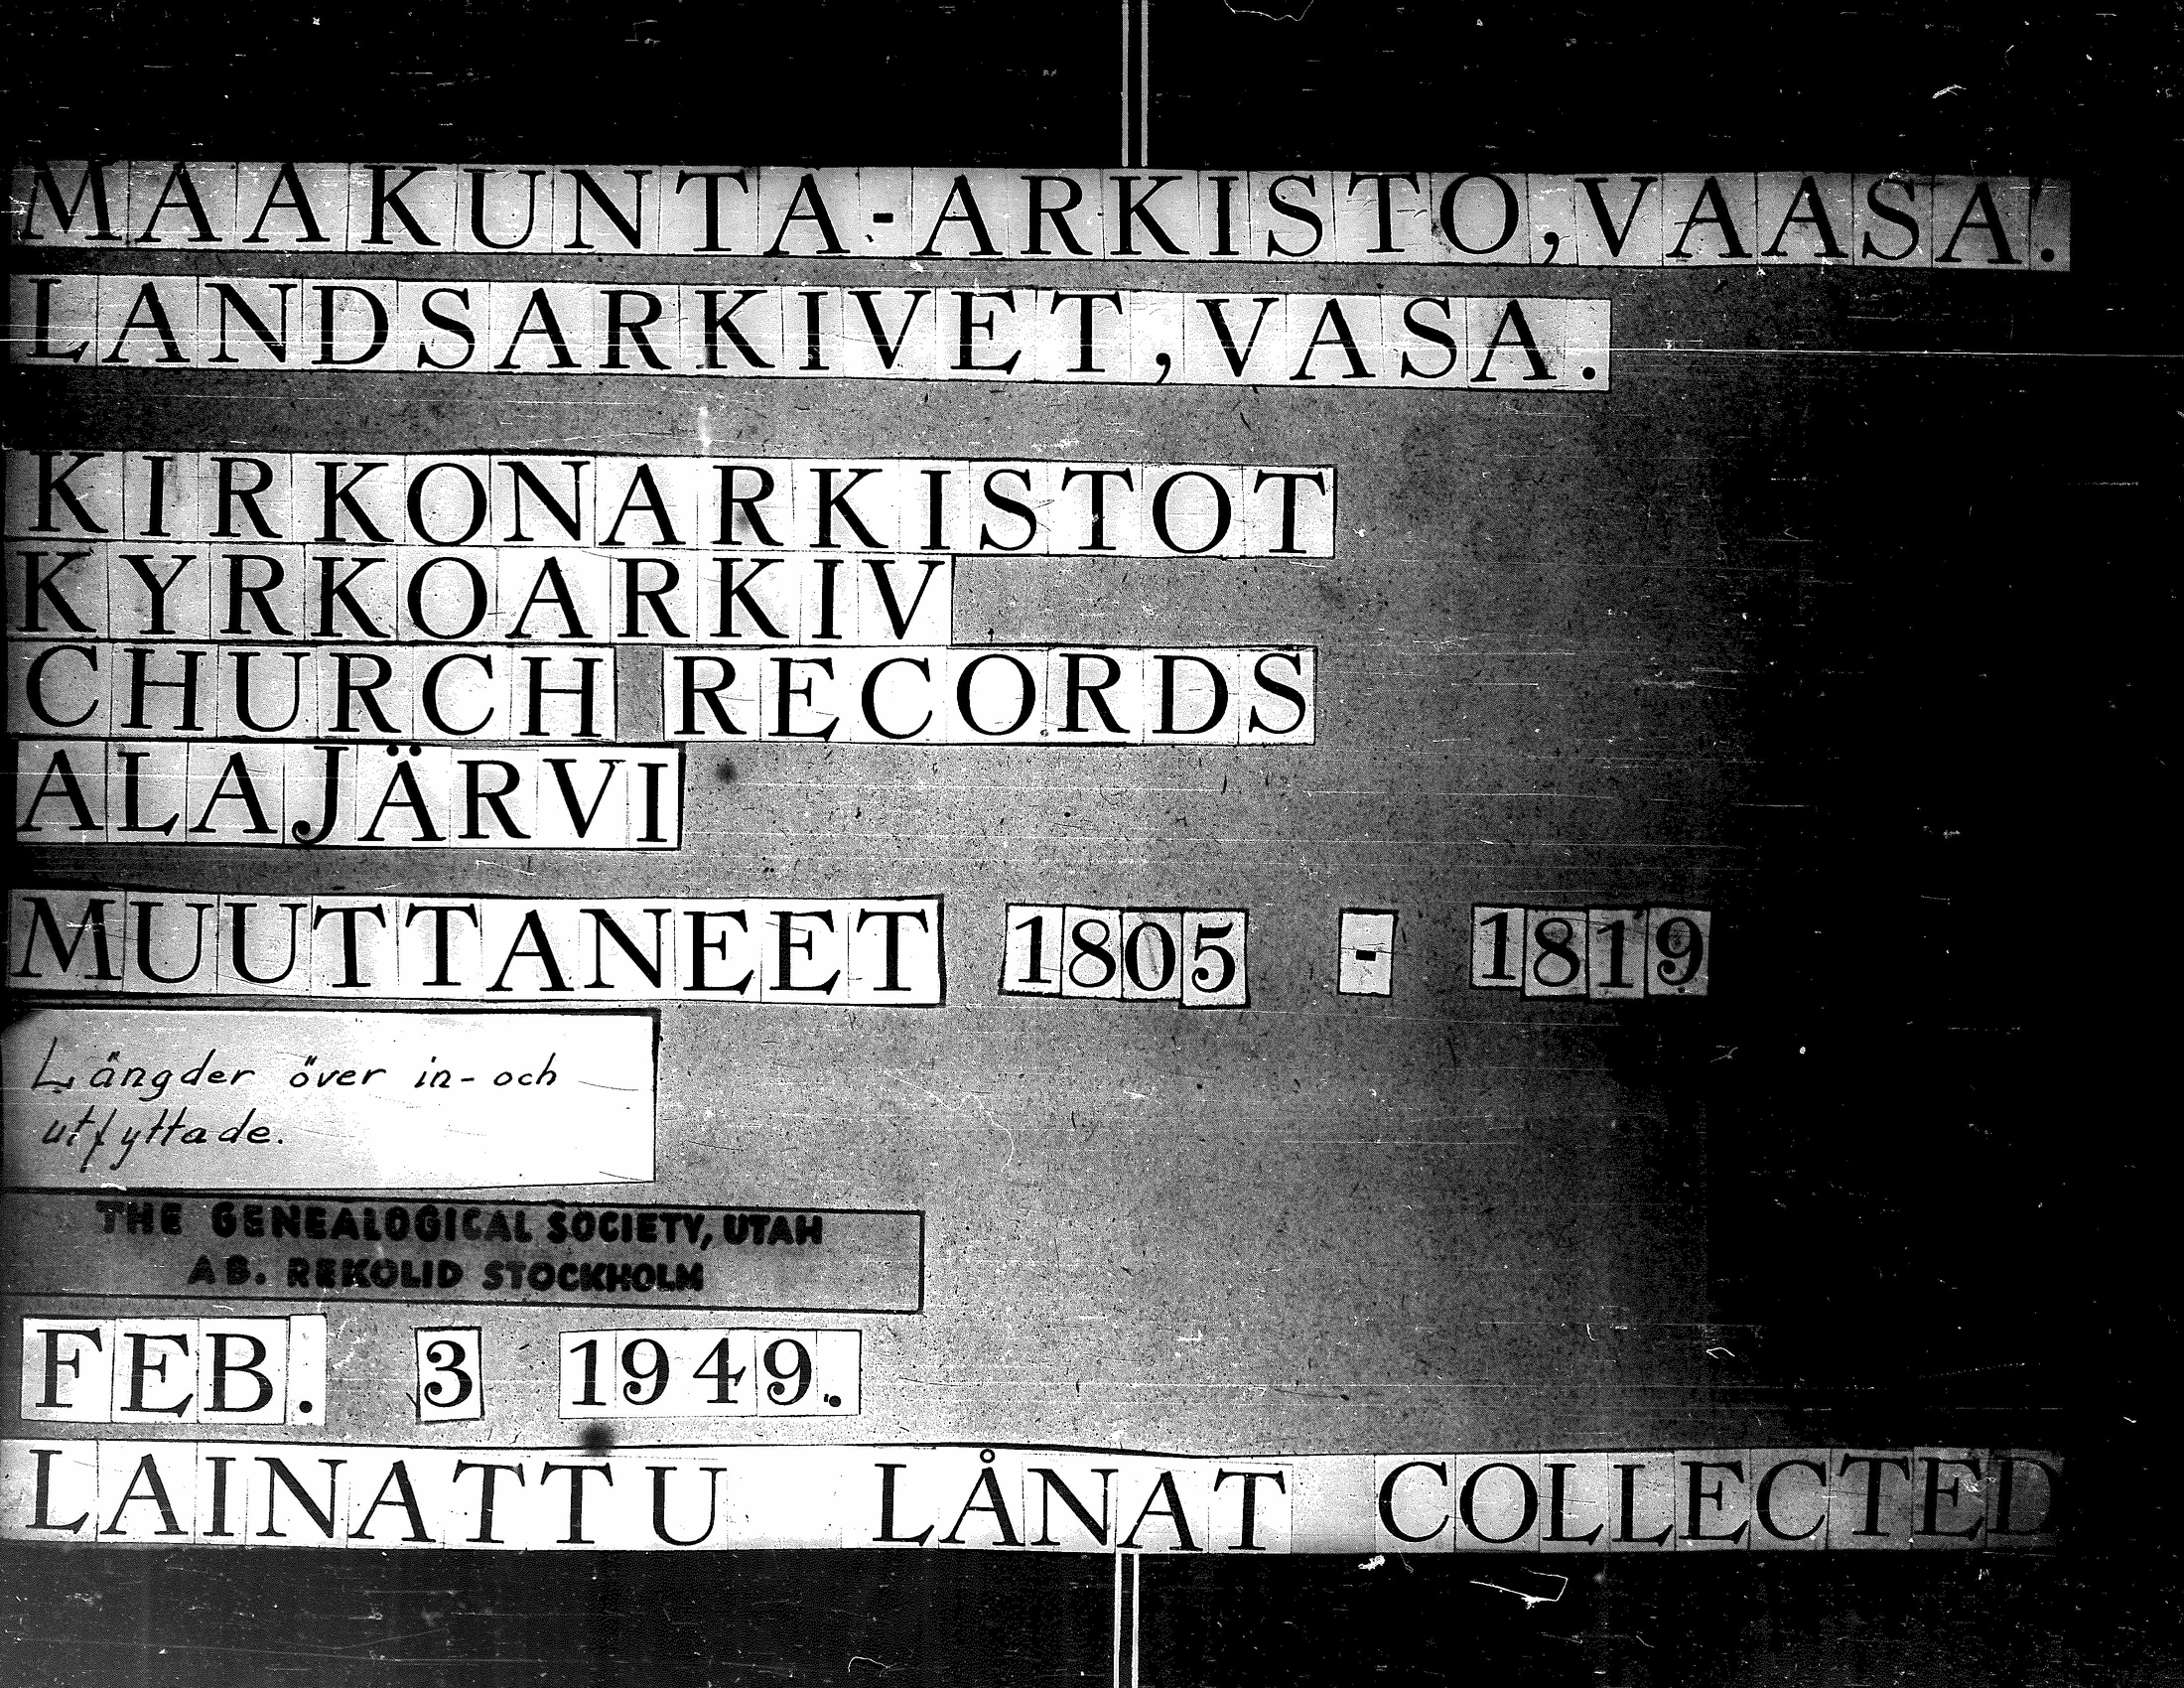 MAAKUNTA-ARKISTO, VAASA.
LANDSARKIVET, VASA.
KIRKONARKISTOT
KYRKOARKIV
CHURCH RECORDS
ALAJÄRVI
MUUTTANEET 1805 - 1819
Längder över in- och
utfyttade.
THE GENEALOGICAL SOCIETY, UTAH
AB. REKOLID STOCKHOLM
FEB. 3 1949.
LAINATTU LÅNAT COLLECTED